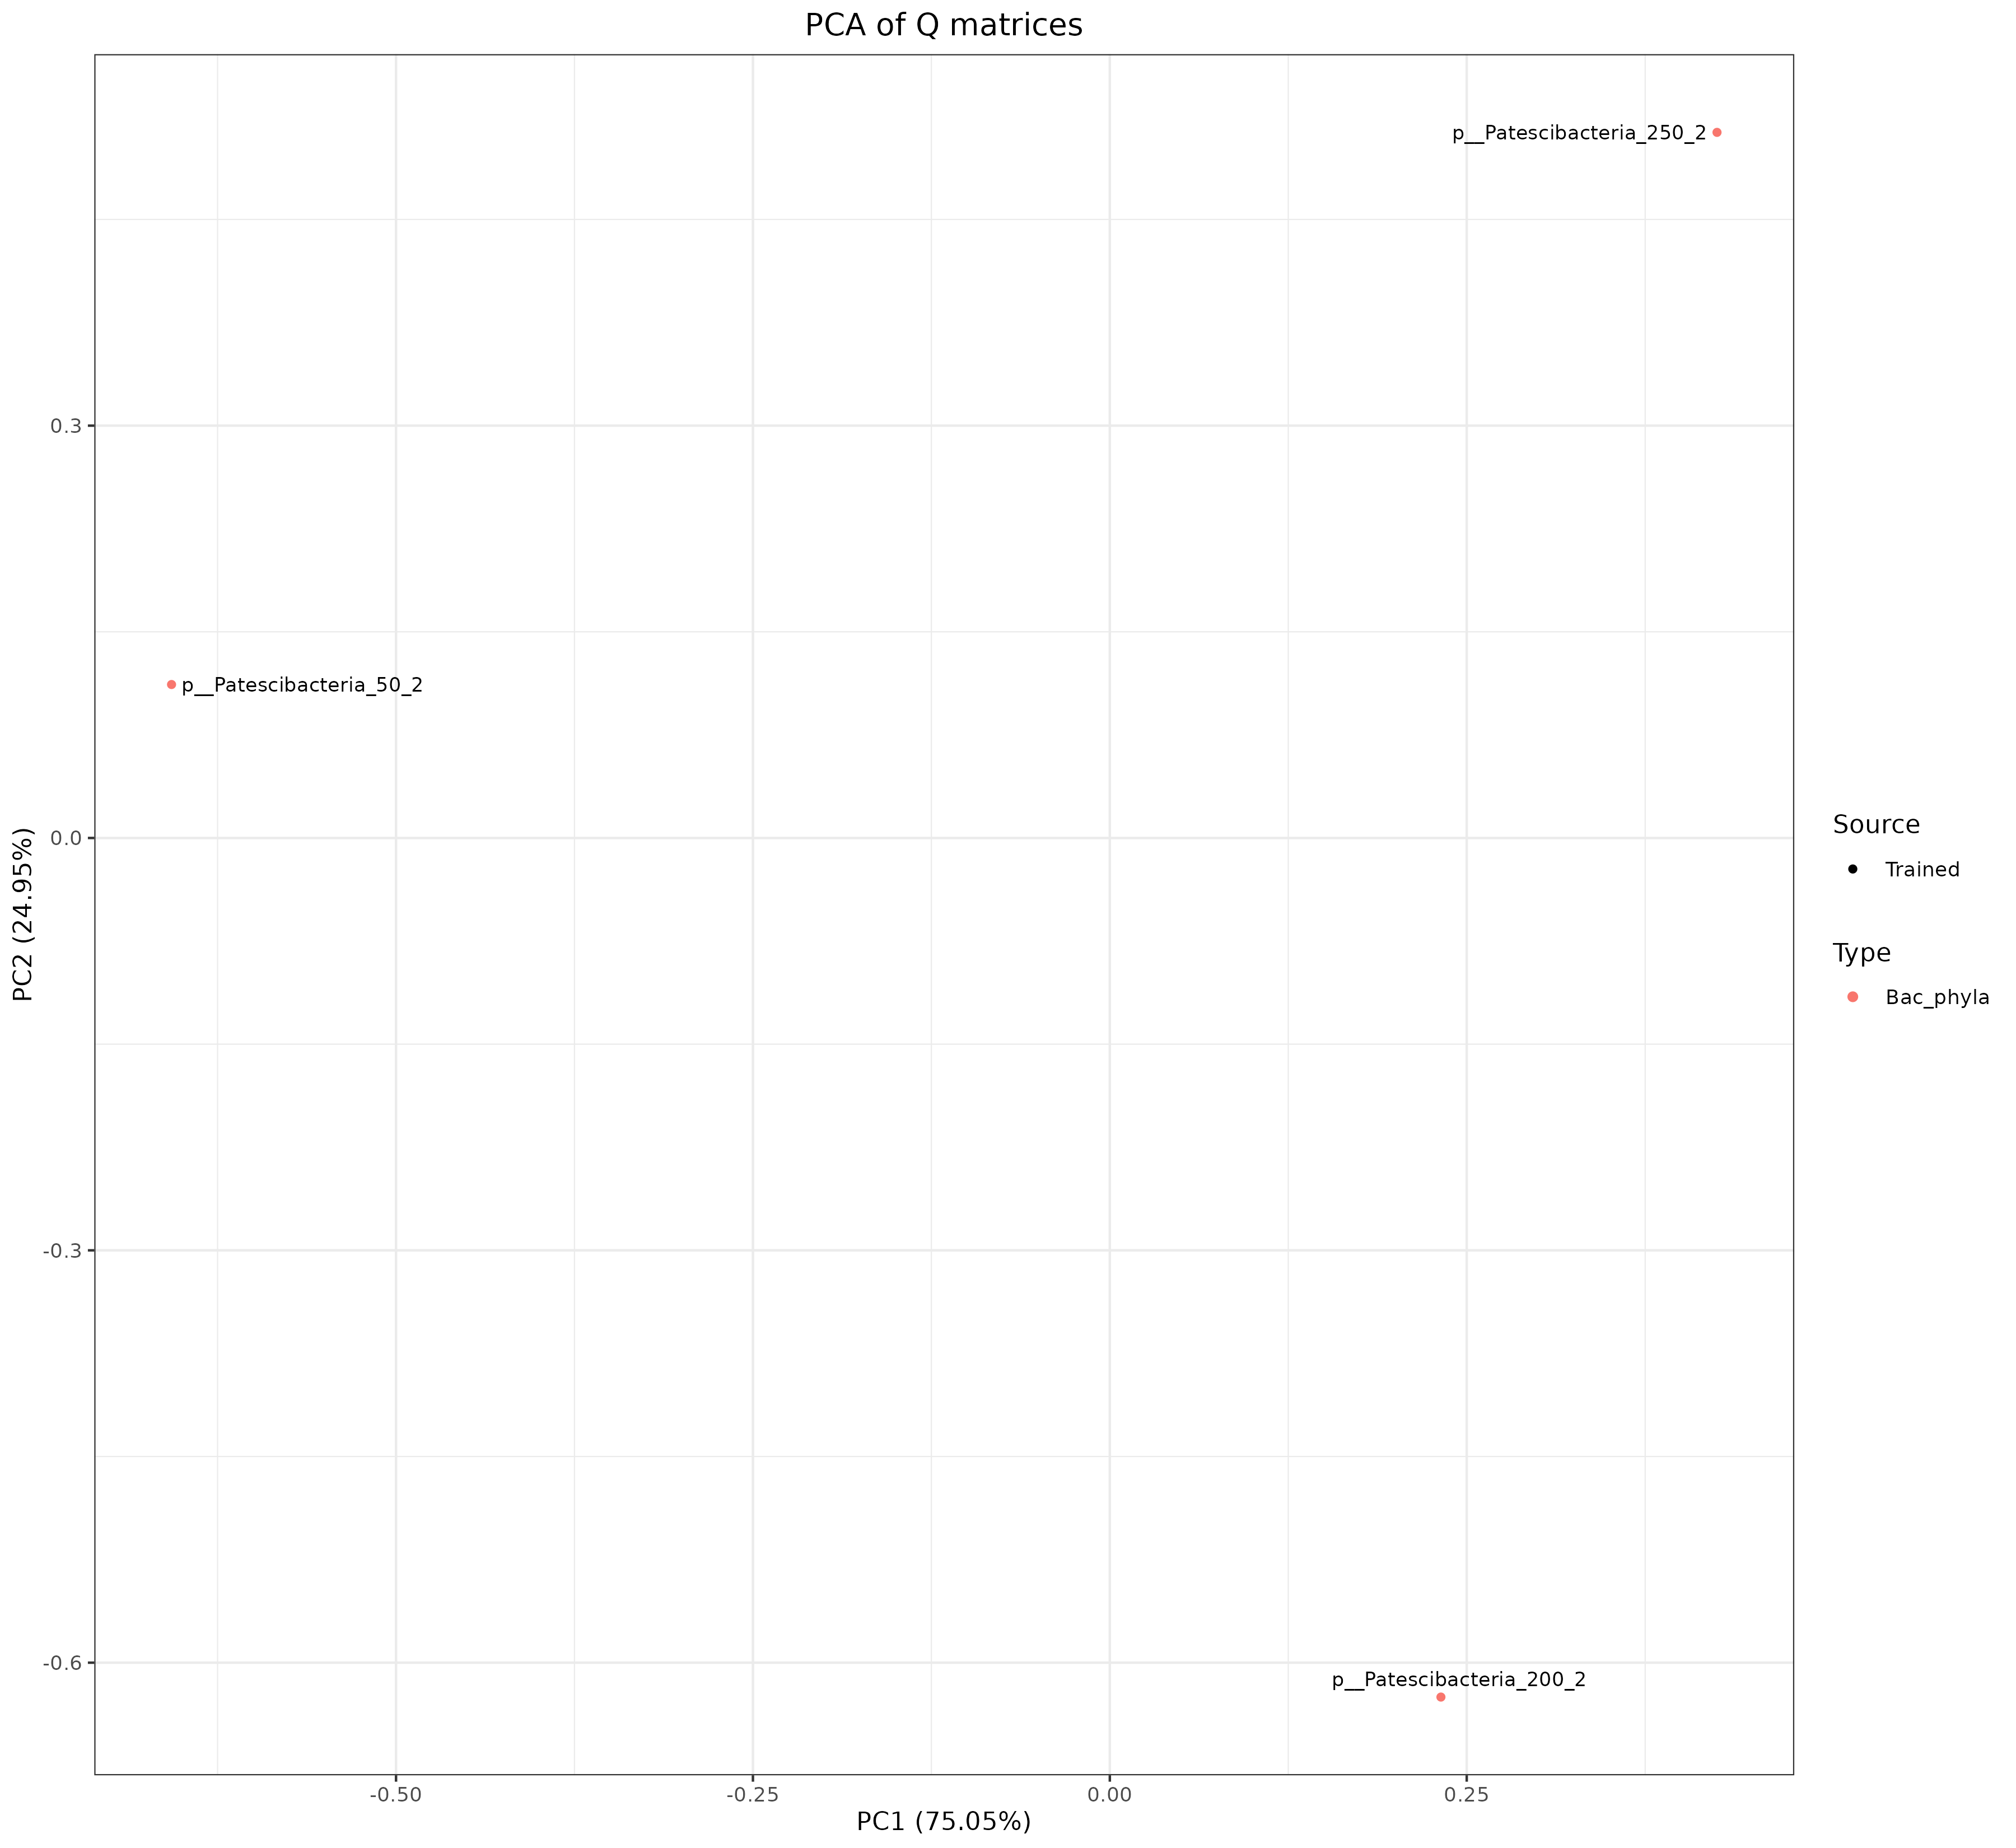 PCA of Q matrices
p__Patescibacteria_250_2
0.3
p__Patescibacteria_50_2
0.0
-0.3
-0.6
p__Patescibacteria_200_2
PC2 (24.95%)
-0.50
-0.25
0.00
0.25
PC1 (75.05%)
Source
Trained
Type
Bac_phyla